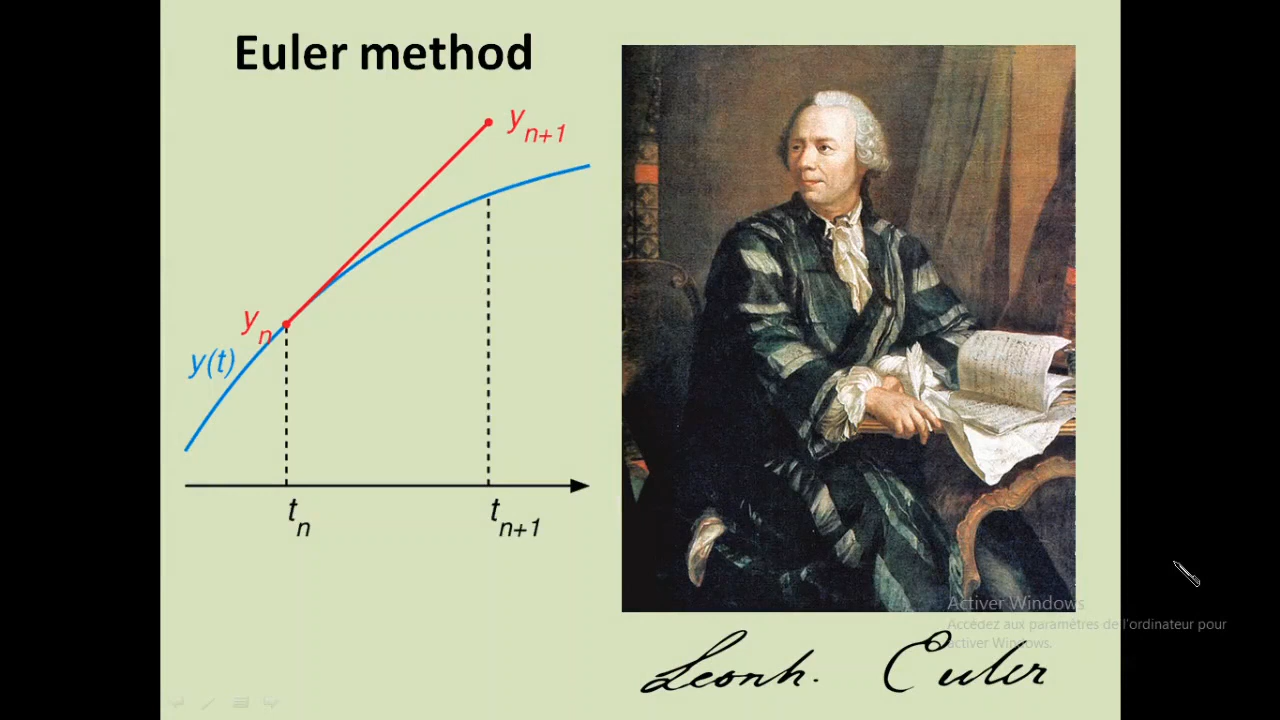 Euler method
y n+1
y n
y(t)
t n
t n+1
Activer Windows
Accédez aux paramètres de l'ordinateur pour
activer Windows.
Leonh. Euler